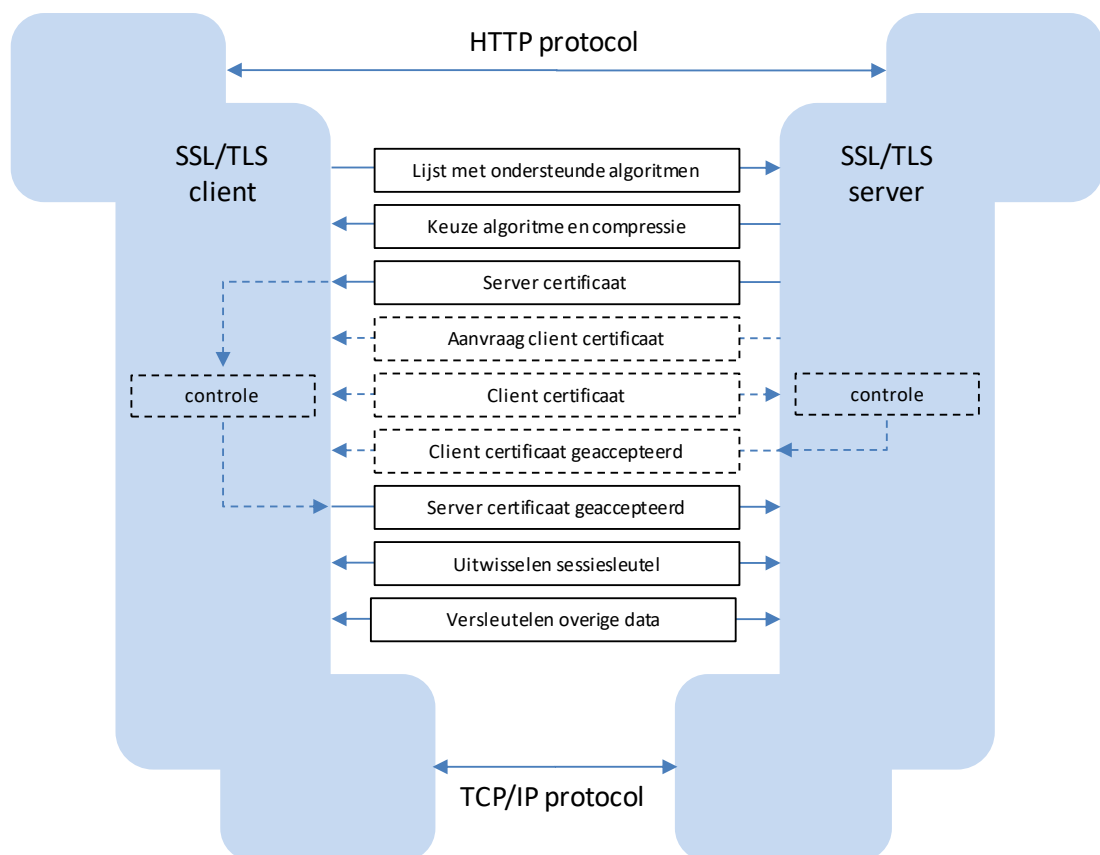 HTTP protocol
SSL/TLS
client
SSL/TLS
server
Lijst met ondersteunde algoritmen
Keuze algoritme en compressie
Server certificaat
Aanvraag client certificaat
controle
Client certificaat
controle
Client certificaat geaccepteerd
Server certificaat geaccepteerd
Uitwisselen sessiesleutel
Versleutelen overige data
TCP/IP protocol